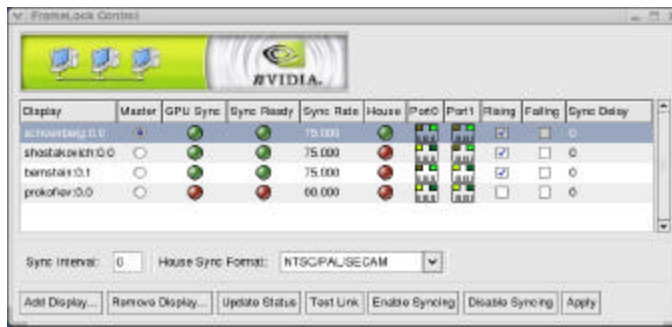 FrameLock Control
NVIDIA.
Display Master GPU Sync Sync Ready Sync Rate House Port0 Port1 Rising Falling Sync Delay
schoenberg:0.0 75.000 0
shostakovich:0.0 75.000 0
bernstein:0.1 75.000 0
prokofiev:0.0 00.000 0
Sync Interval: 0 House Sync Format: NTSC/PAL/SECAM
Add Display... Remove Display... Update Status Test Link Enable Syncing Disable Syncing Apply